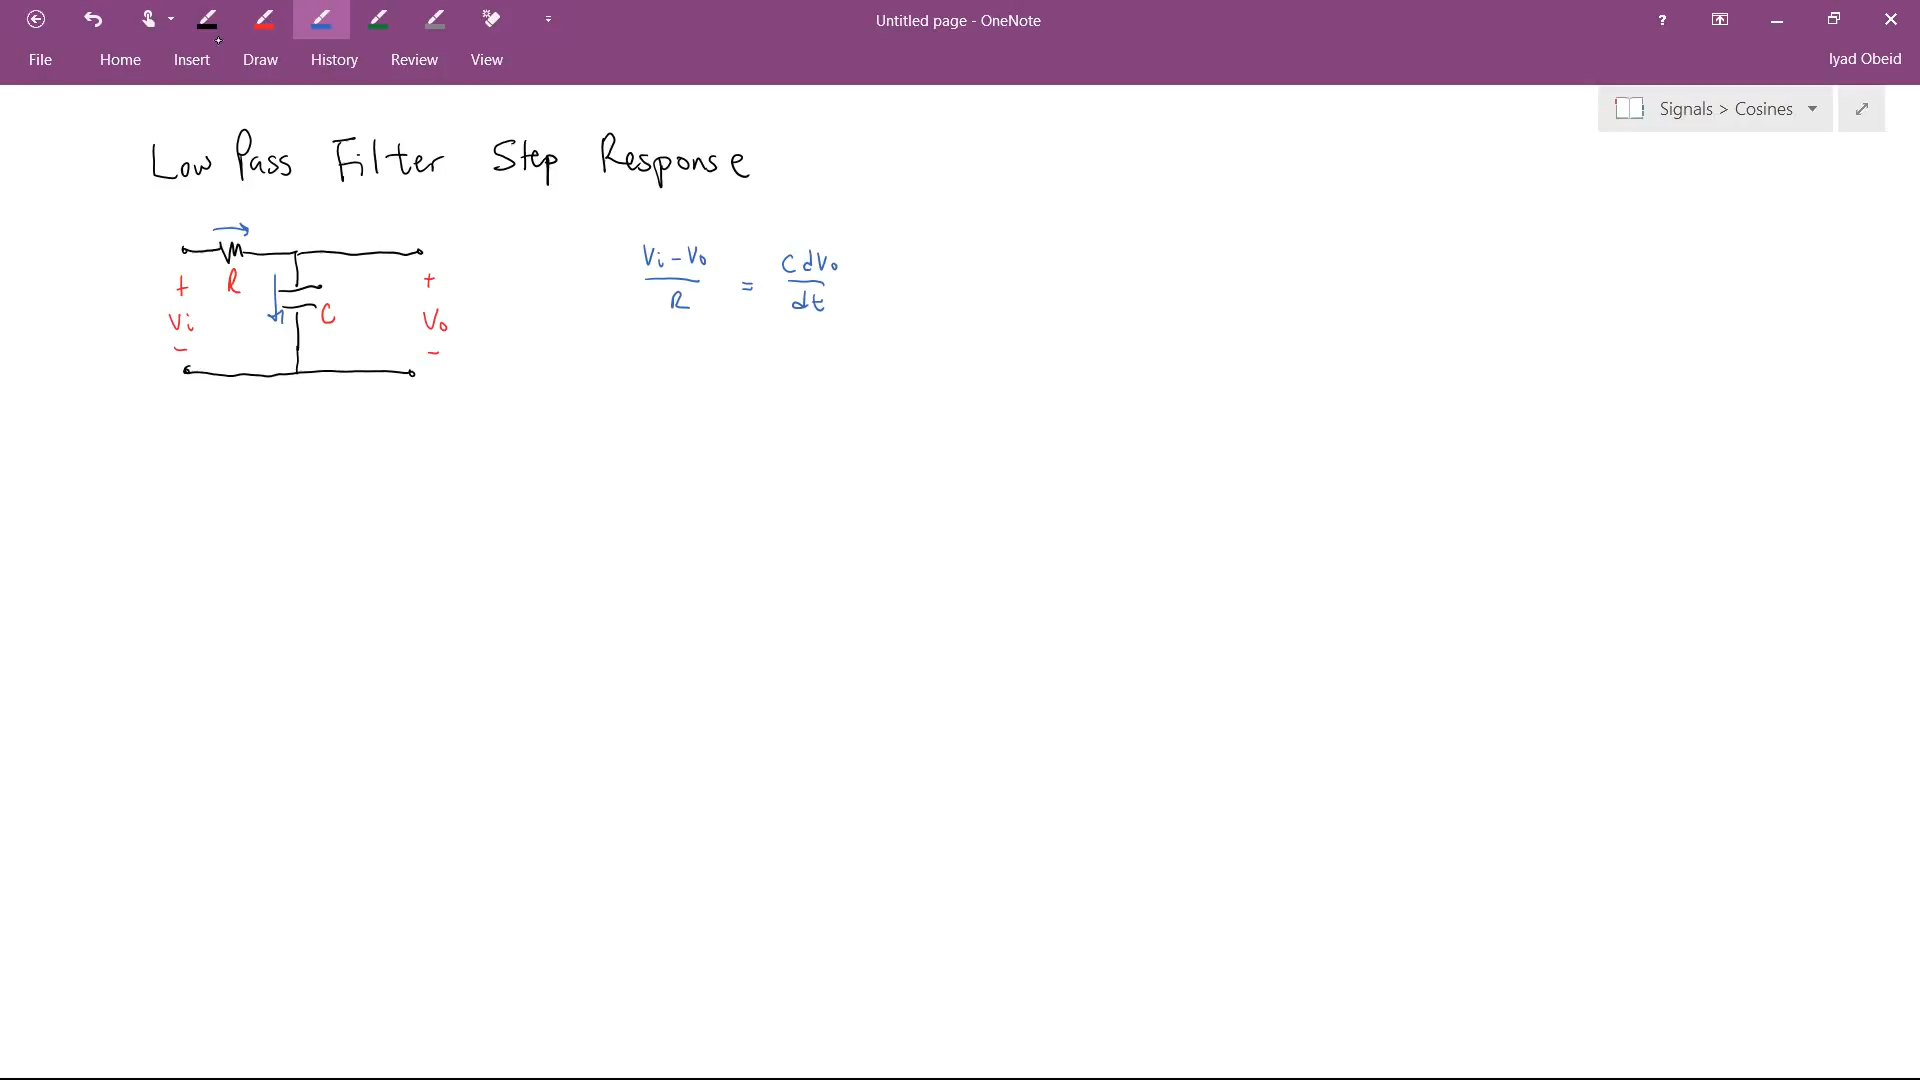 Untitled page - OneNote
?
File Home Insert Draw History Review View
Iyad Obeid
Signals > Cosines
Low Pass Filter Step Response
+ R + 
Vi C Vo
- -
Vi - Vo
R
=
C dVo
dt